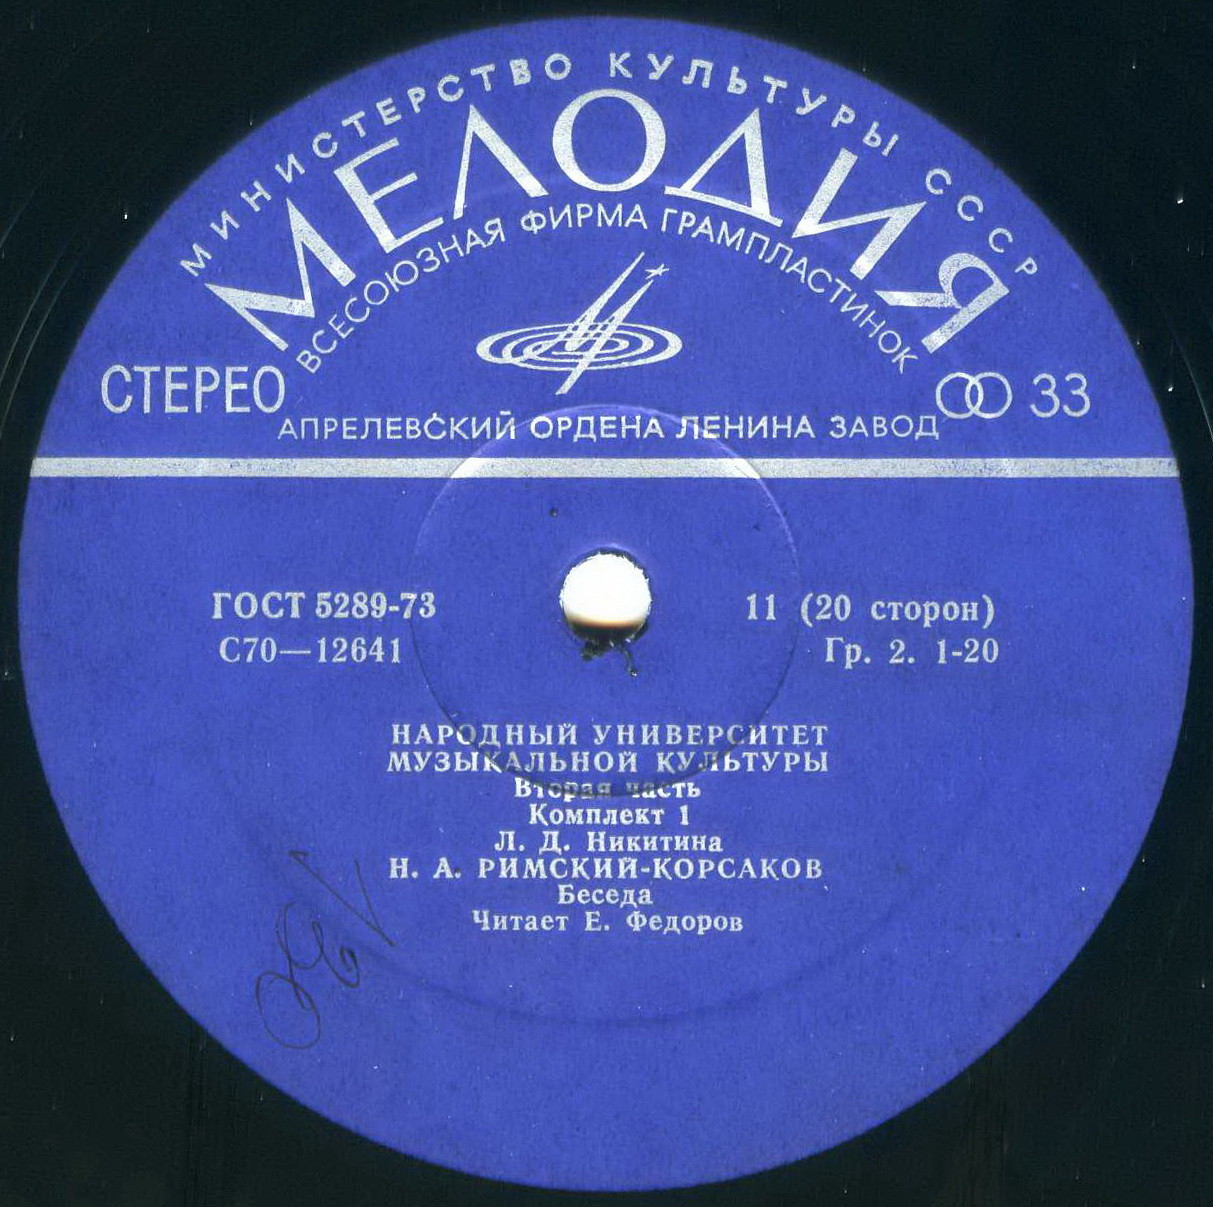 МИНИСТЕРСТВО КУЛЬТУРЫ СССР
МЕЛОДИЯ
ВСЕСОЮЗНАЯ ФИРМА ГРАМПЛАСТИНОК
СТЕРЕО
33
АПРЕЛЕВСКИЙ ОРДЕНА ЛЕНИНА ЗАВОД
ГОСТ 5289-73
11 (20 сторон)
С70—12641
Гр. 2. 1-20
НАРОДНЫЙ УНИВЕРСИТЕТ
МУЗЫКАЛЬНОЙ КУЛЬТУРЫ
Вторая часть
Комплект 1
Л. Д. Никитина
Н. А. РИМСКИЙ-КОРСАКОВ
Беседа
Читает Е. Федоров